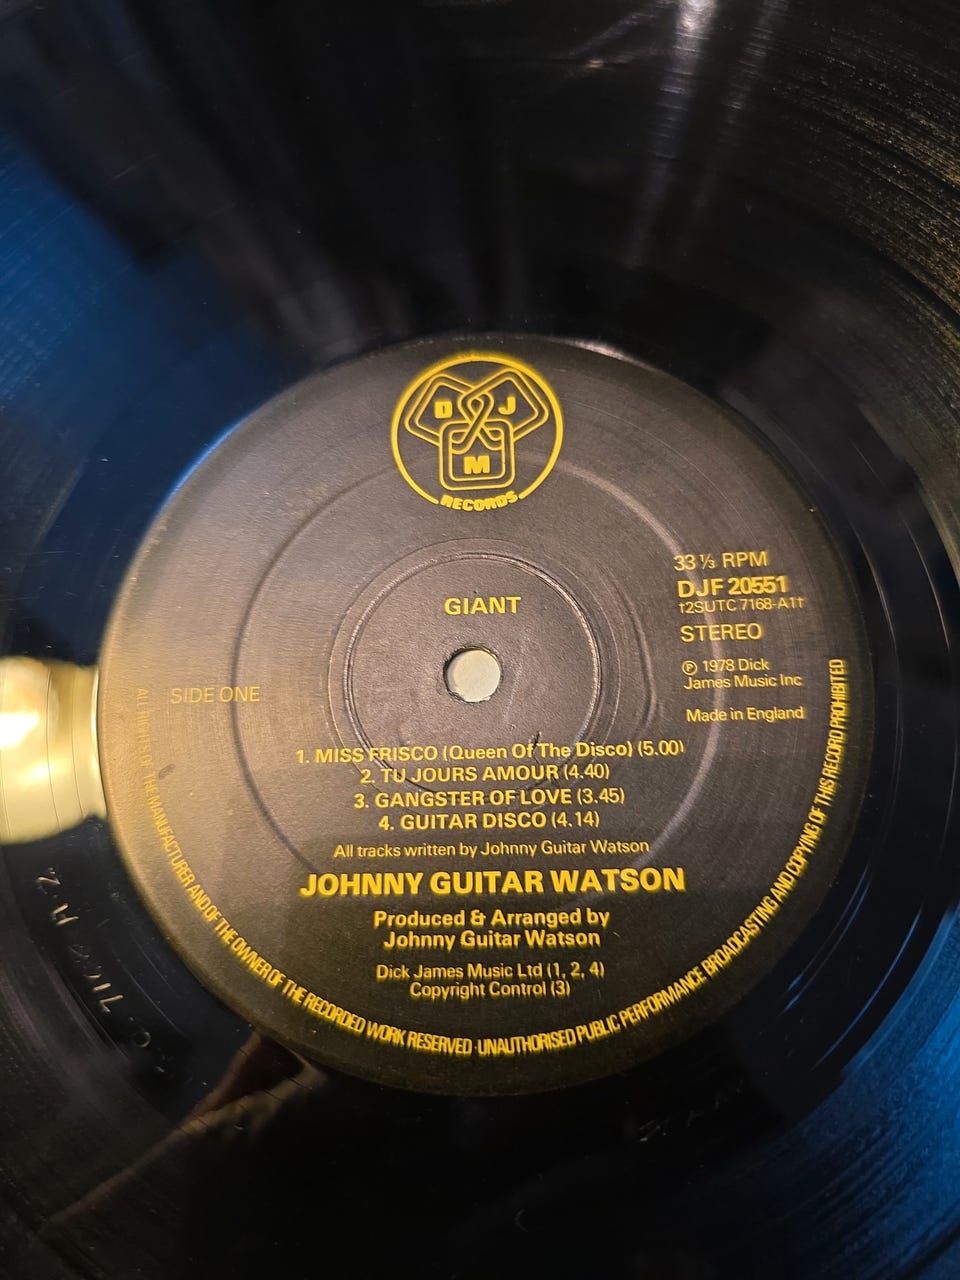 D J
M
RECORDS
33 ⅓ RPM
DJF 20551
†2SUTC 7168-A1†
STEREO
℗ 1978 Dick
James Music Inc
Made in England
GIANT
SIDE ONE
1. MISS FRISCO (Queen Of The Disco) (5.00)
2. TU JOURS AMOUR (4.40)
3. GANGSTER OF LOVE (3.45)
4. GUITAR DISCO (4.14)
All tracks written by Johnny Guitar Watson
JOHNNY GUITAR WATSON
Produced & Arranged by
Johnny Guitar Watson
Dick James Music Ltd (1, 2, 4)
Copyright Control (3)
ALL RIGHTS OF THE MANUFACTURER AND OF THE OWNER OF THE RECORDED WORK RESERVED · UNAUTHORISED PUBLIC PERFORMANCE BROADCASTING AND COPYING OF THIS RECORD PROHIBITED